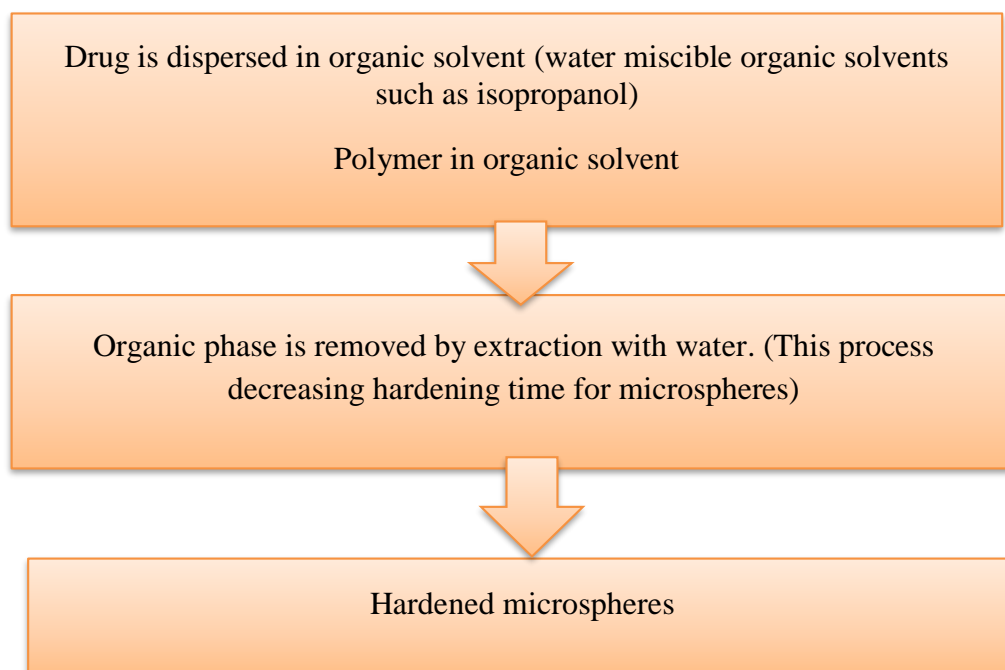 Drug is dispersed in organic solvent (water miscible organic solvents
such as isopropanol)
Polymer in organic solvent
Organic phase is removed by extraction with water. (This process
decreasing hardening time for microspheres)
Hardened microspheres